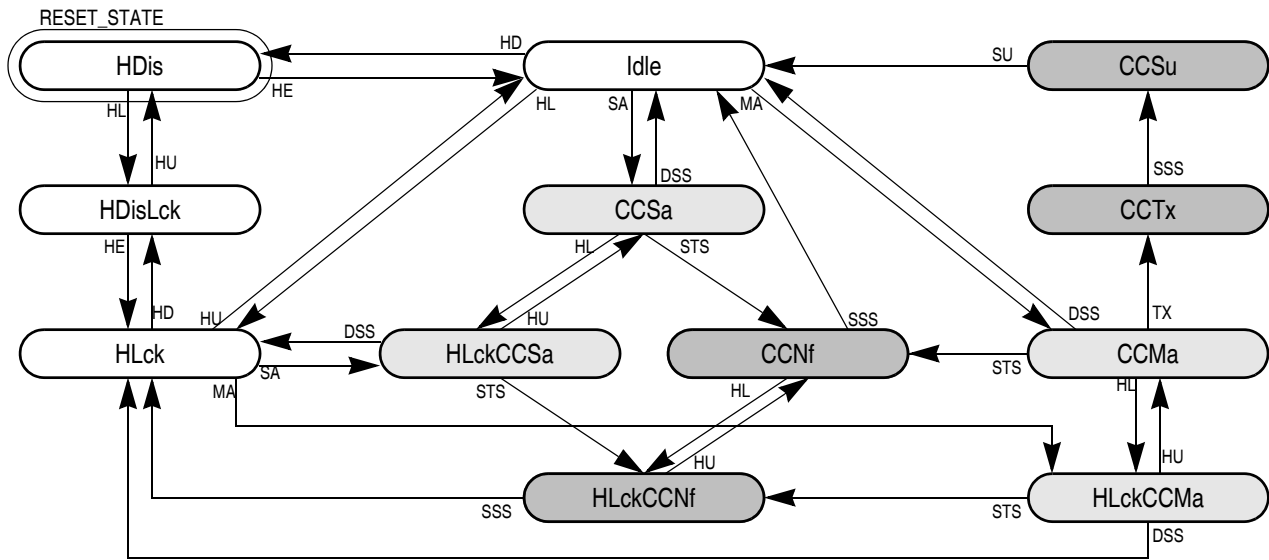 RESET_STATE
HDis
HD
Idle
SU
CCSu
HE
HL
HL
SA
MA
HU
DSS
SSS
HDisLck
CCSa
CCTx
HE
HL
STS
HD
HU
DSS
HU
SSS
DSS
TX
HLck
HLckCCSa
CCNf
CCMa
SA
STS
MA
STS
HL
HL
HU
HU
HLckCCNf
HLckCCMa
SSS
STS
DSS